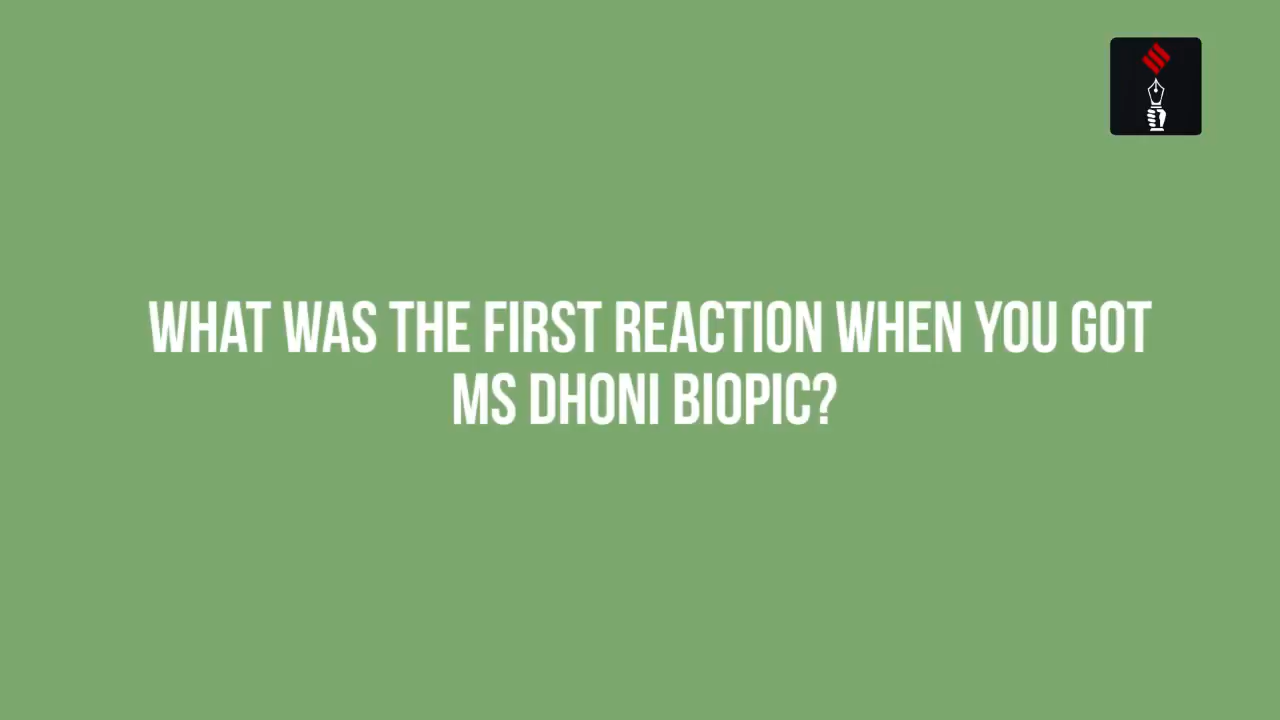 WHAT WAS THE FIRST REACTION WHEN YOU GOT
MS DHONI BIOPIC?